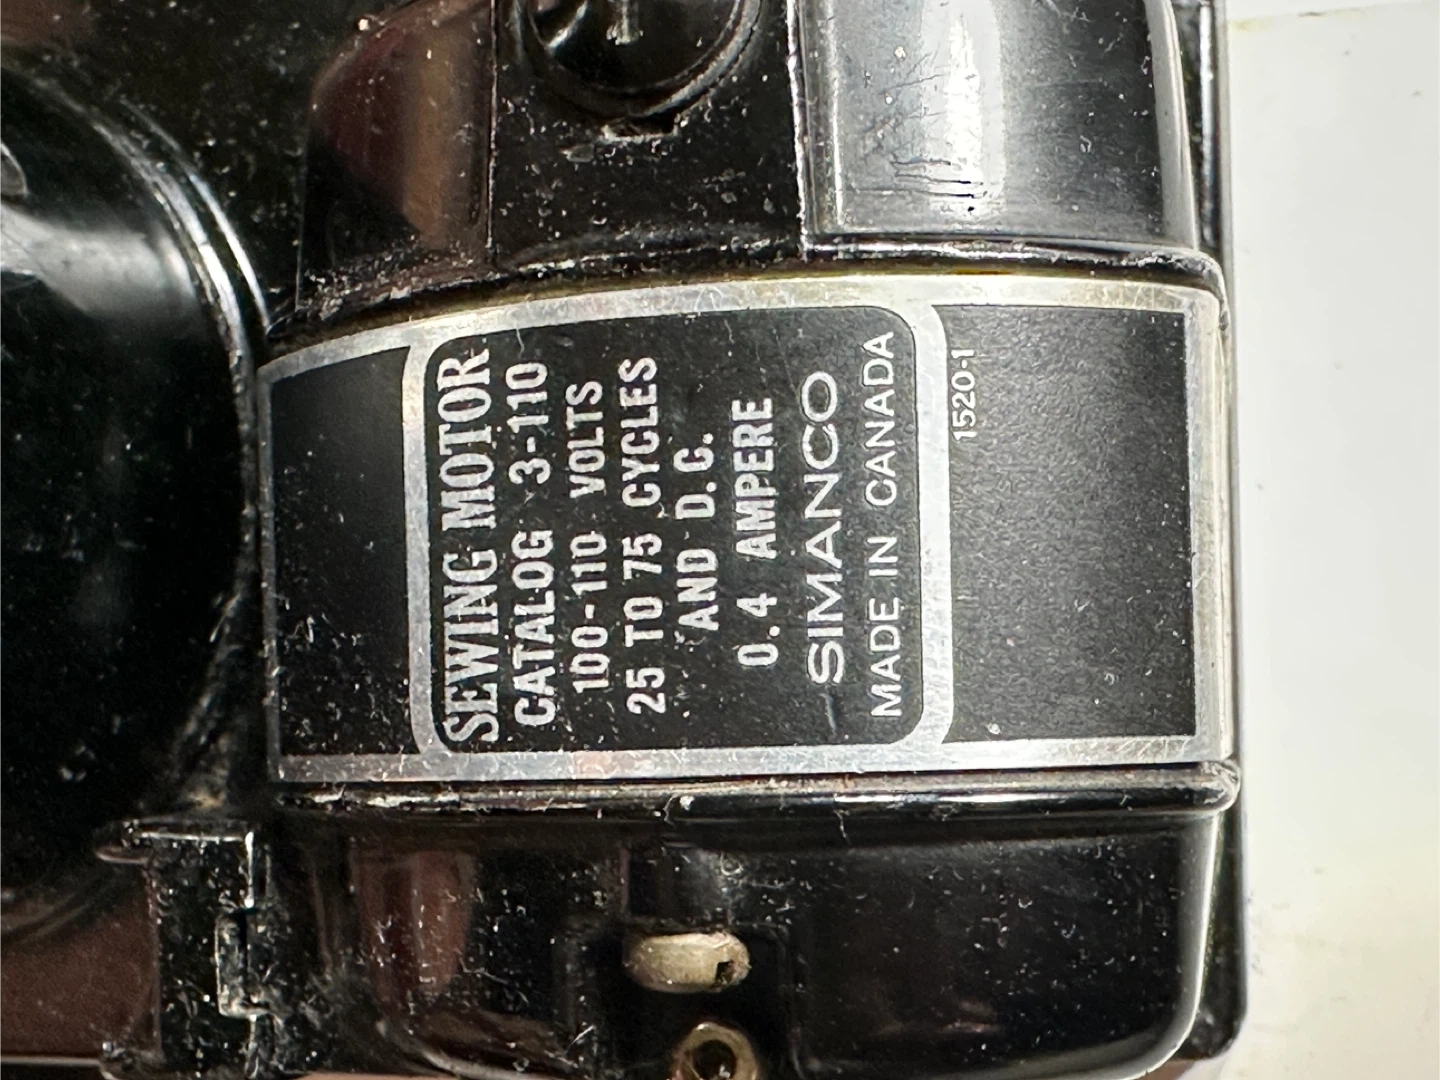 SEWING MOTOR
CATALOG 3-110
100-110 VOLTS
25 TO 75 CYCLES
AND D.C.
0.4 AMPERE
SIMANCO
MADE IN CANADA
1520-1